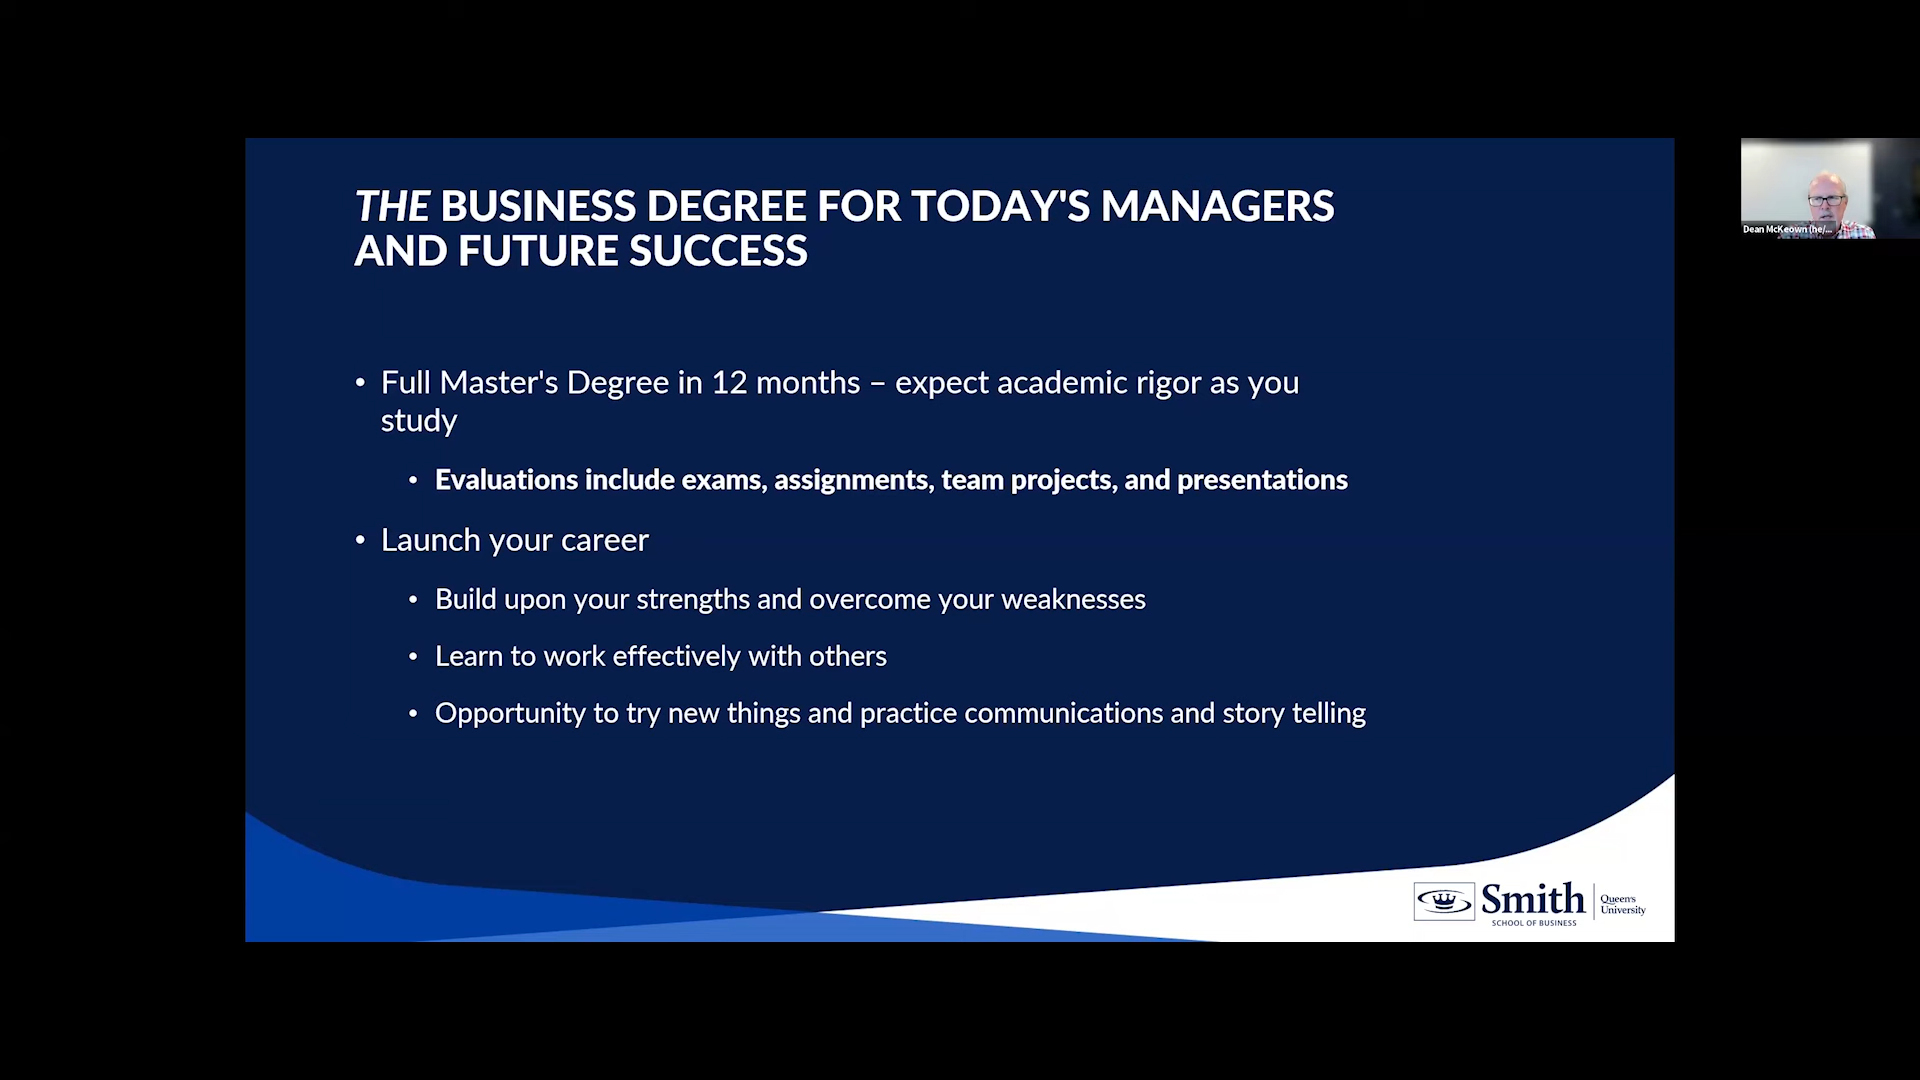 THE BUSINESS DEGREE FOR TODAY'S MANAGERS
AND FUTURE SUCCESS
• Full Master's Degree in 12 months – expect academic rigor as you
study
• Evaluations include exams, assignments, team projects, and presentations
• Launch your career
• Build upon your strengths and overcome your weaknesses
• Learn to work effectively with others
• Opportunity to try new things and practice communications and story telling
Dean McKeown (he/...
Smith
SCHOOL OF BUSINESS
Queen's
University